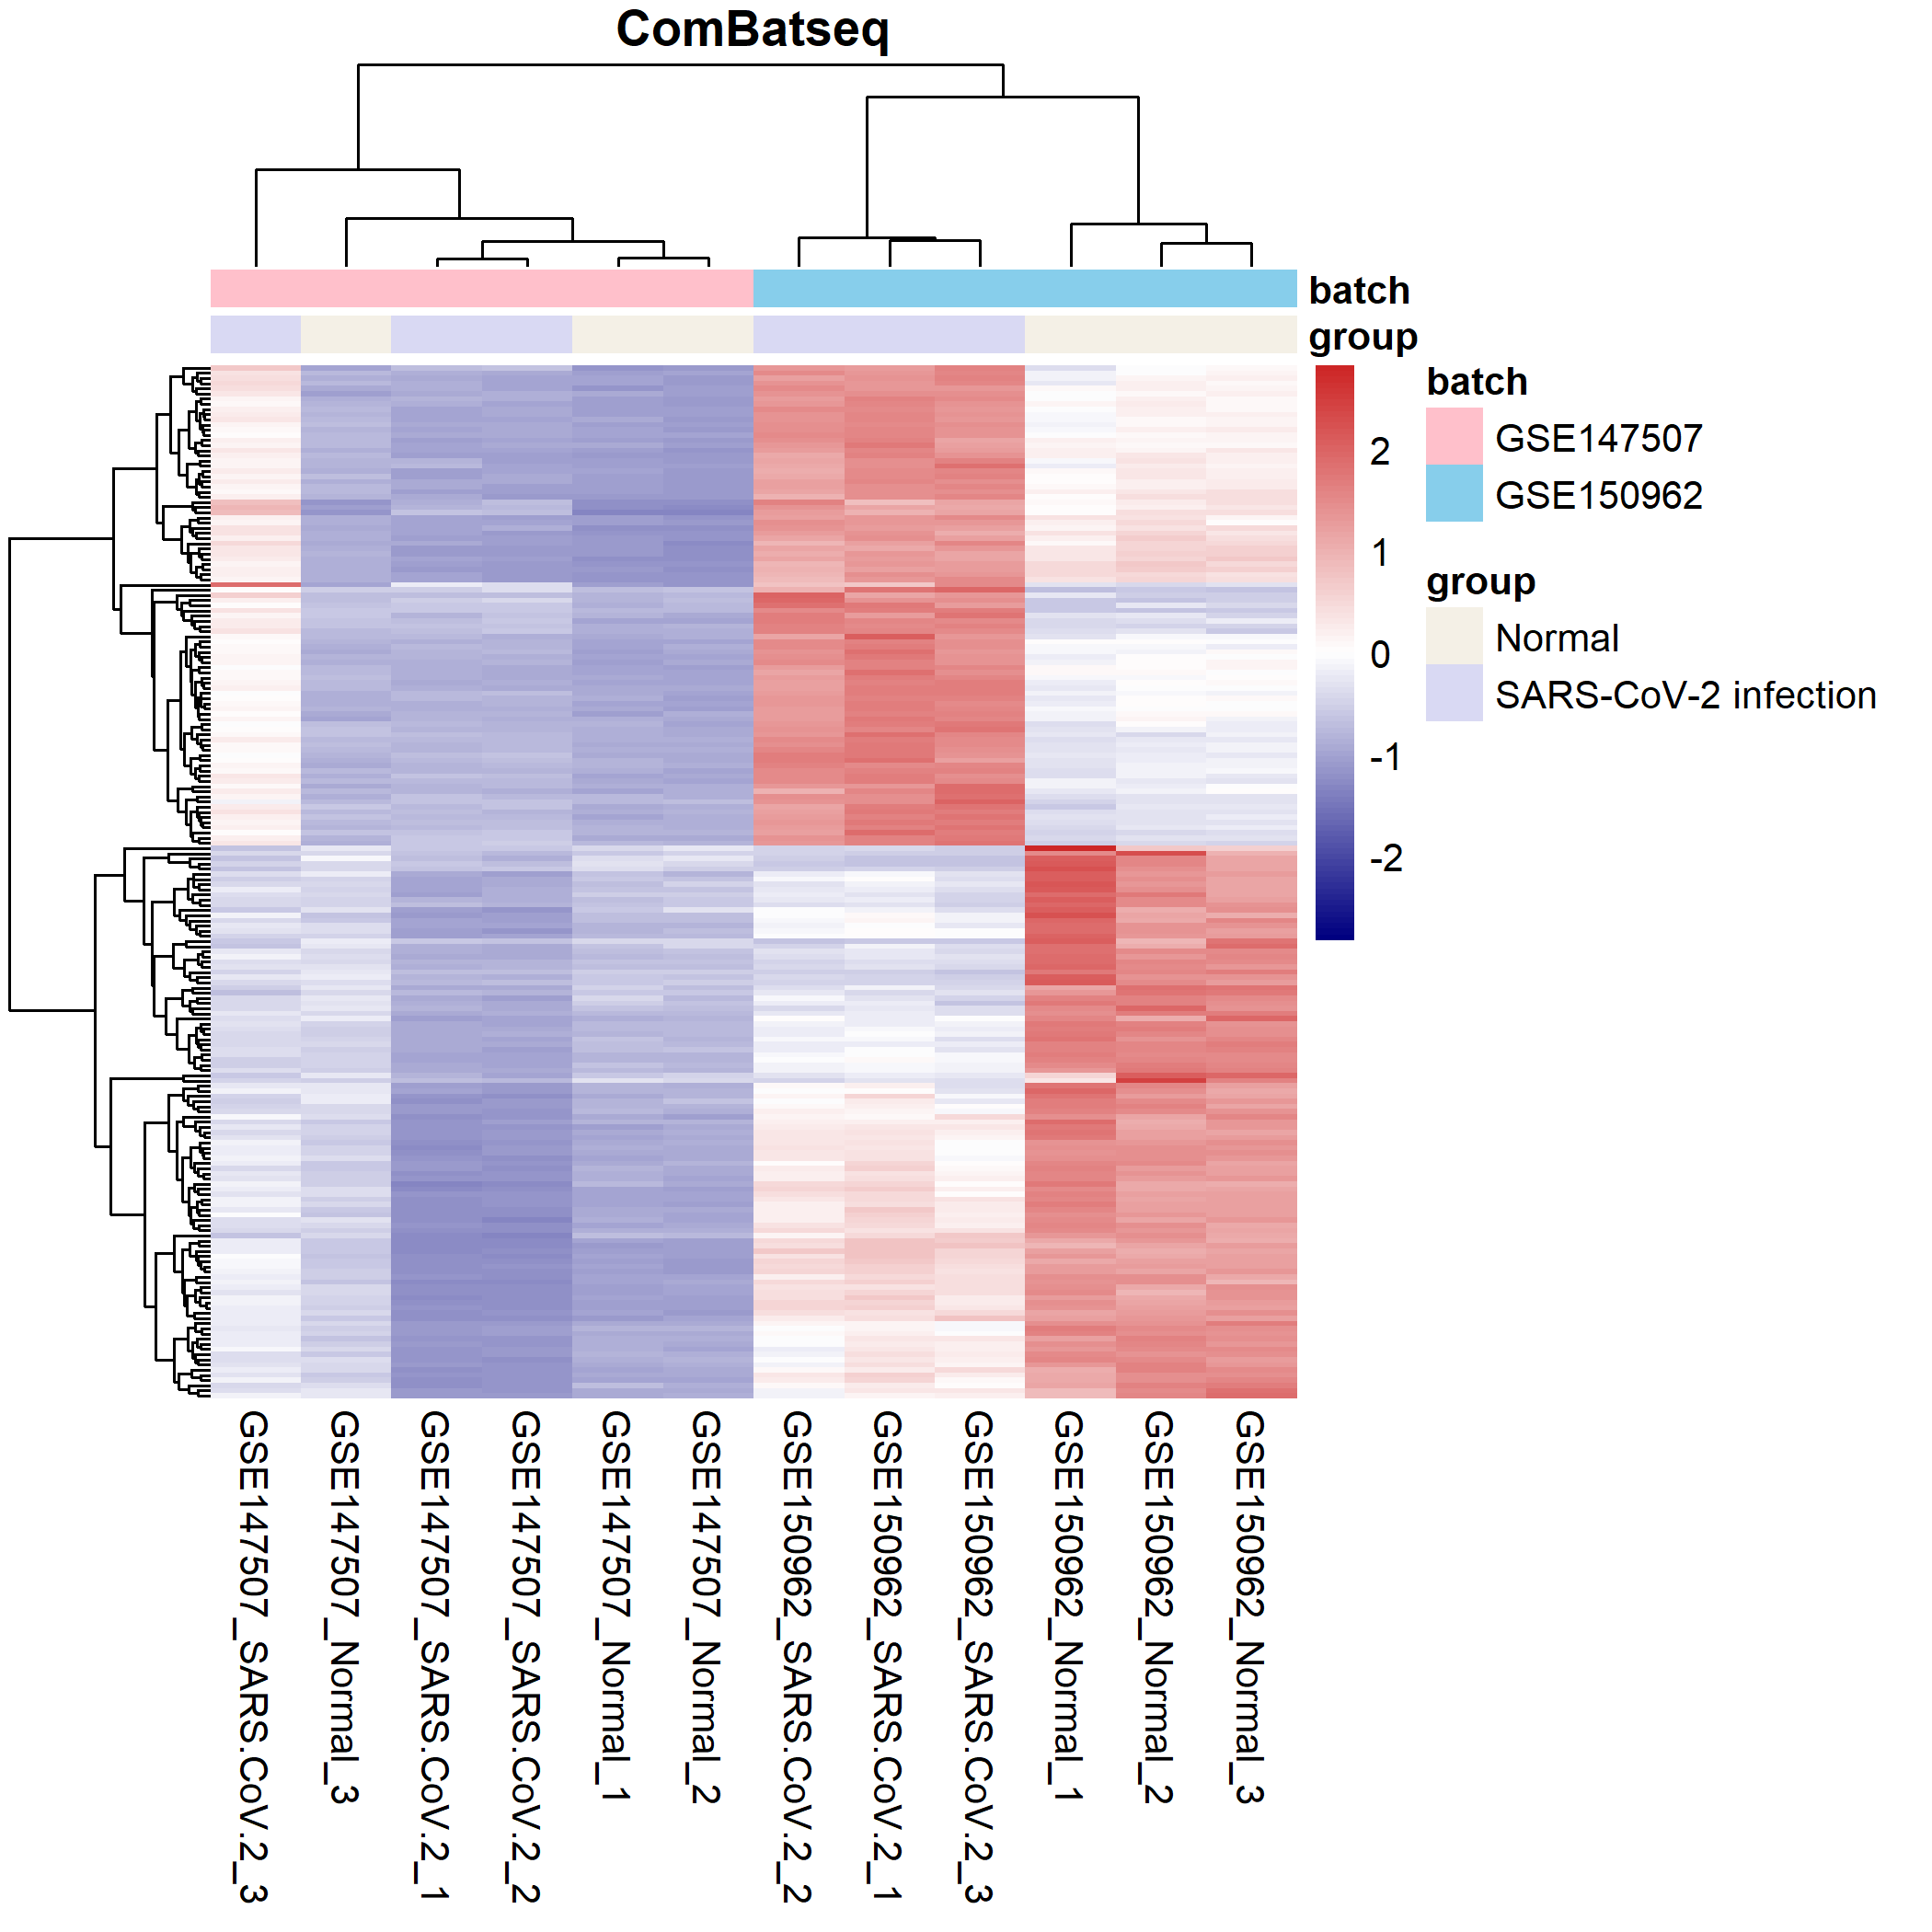 ComBatseq
batch
group
2
1
0
-1
-2
batch
GSE147507
GSE150962
group
Normal
SARS-CoV-2 infection
GSE147507_SARS.CoV.2_3
GSE147507_Normal_3
GSE147507_SARS.CoV.2_1
GSE147507_SARS.CoV.2_2
GSE147507_Normal_1
GSE147507_Normal_2
GSE150962_SARS.CoV.2_2
GSE150962_SARS.CoV.2_1
GSE150962_SARS.CoV.2_3
GSE150962_Normal_1
GSE150962_Normal_2
GSE150962_Normal_3